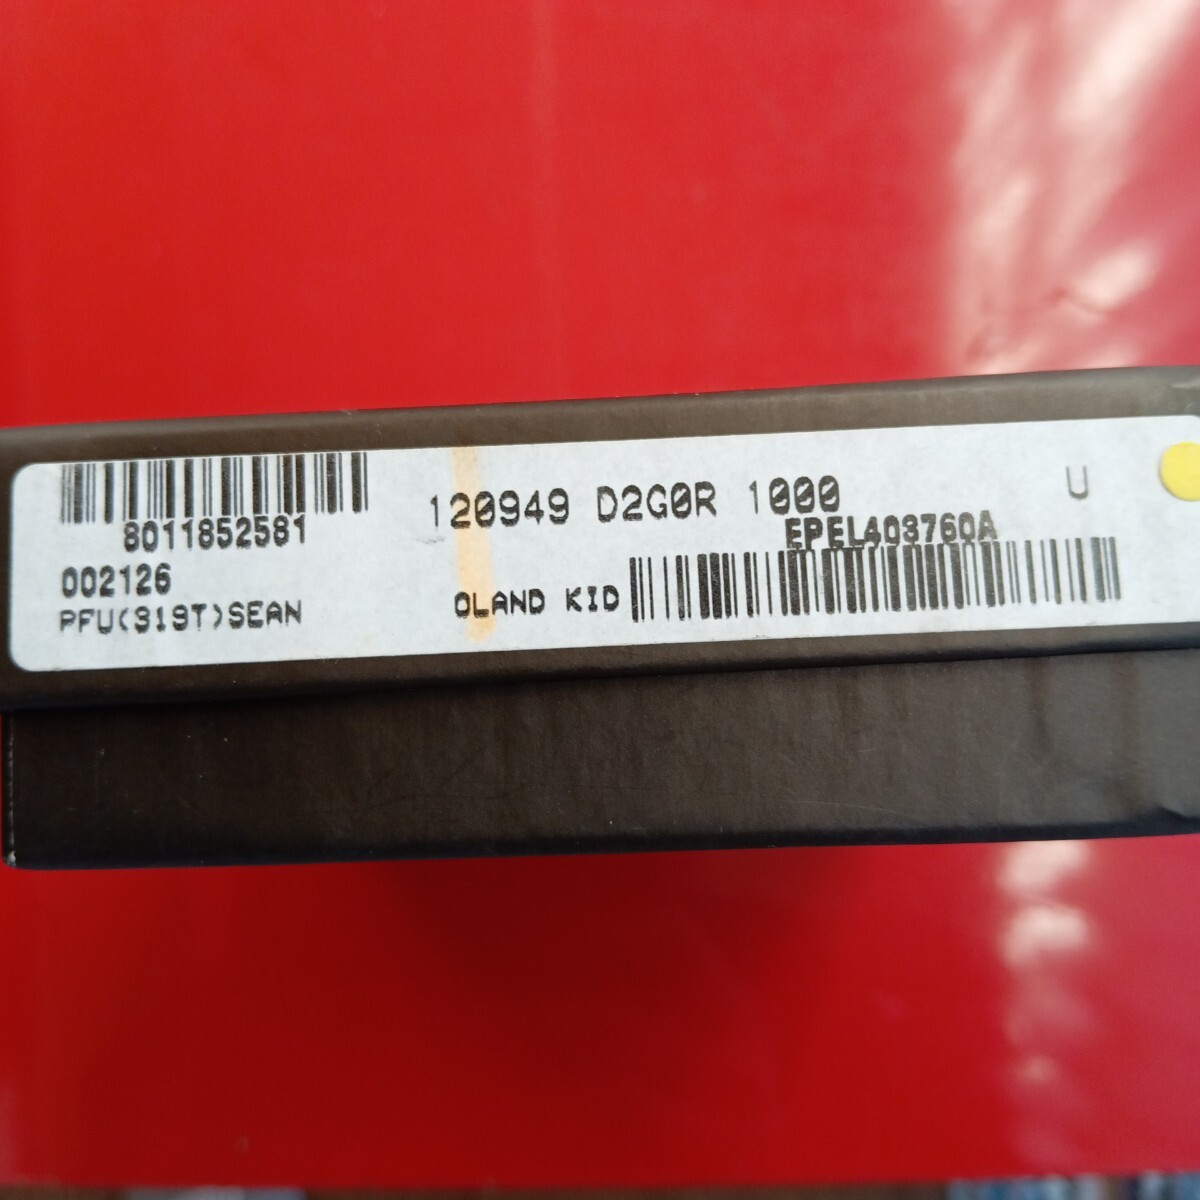 8011852581
002126
PFU(319T)SEAN
120949 D2G0R 1000
U
EPEL403760A
OLAND KID